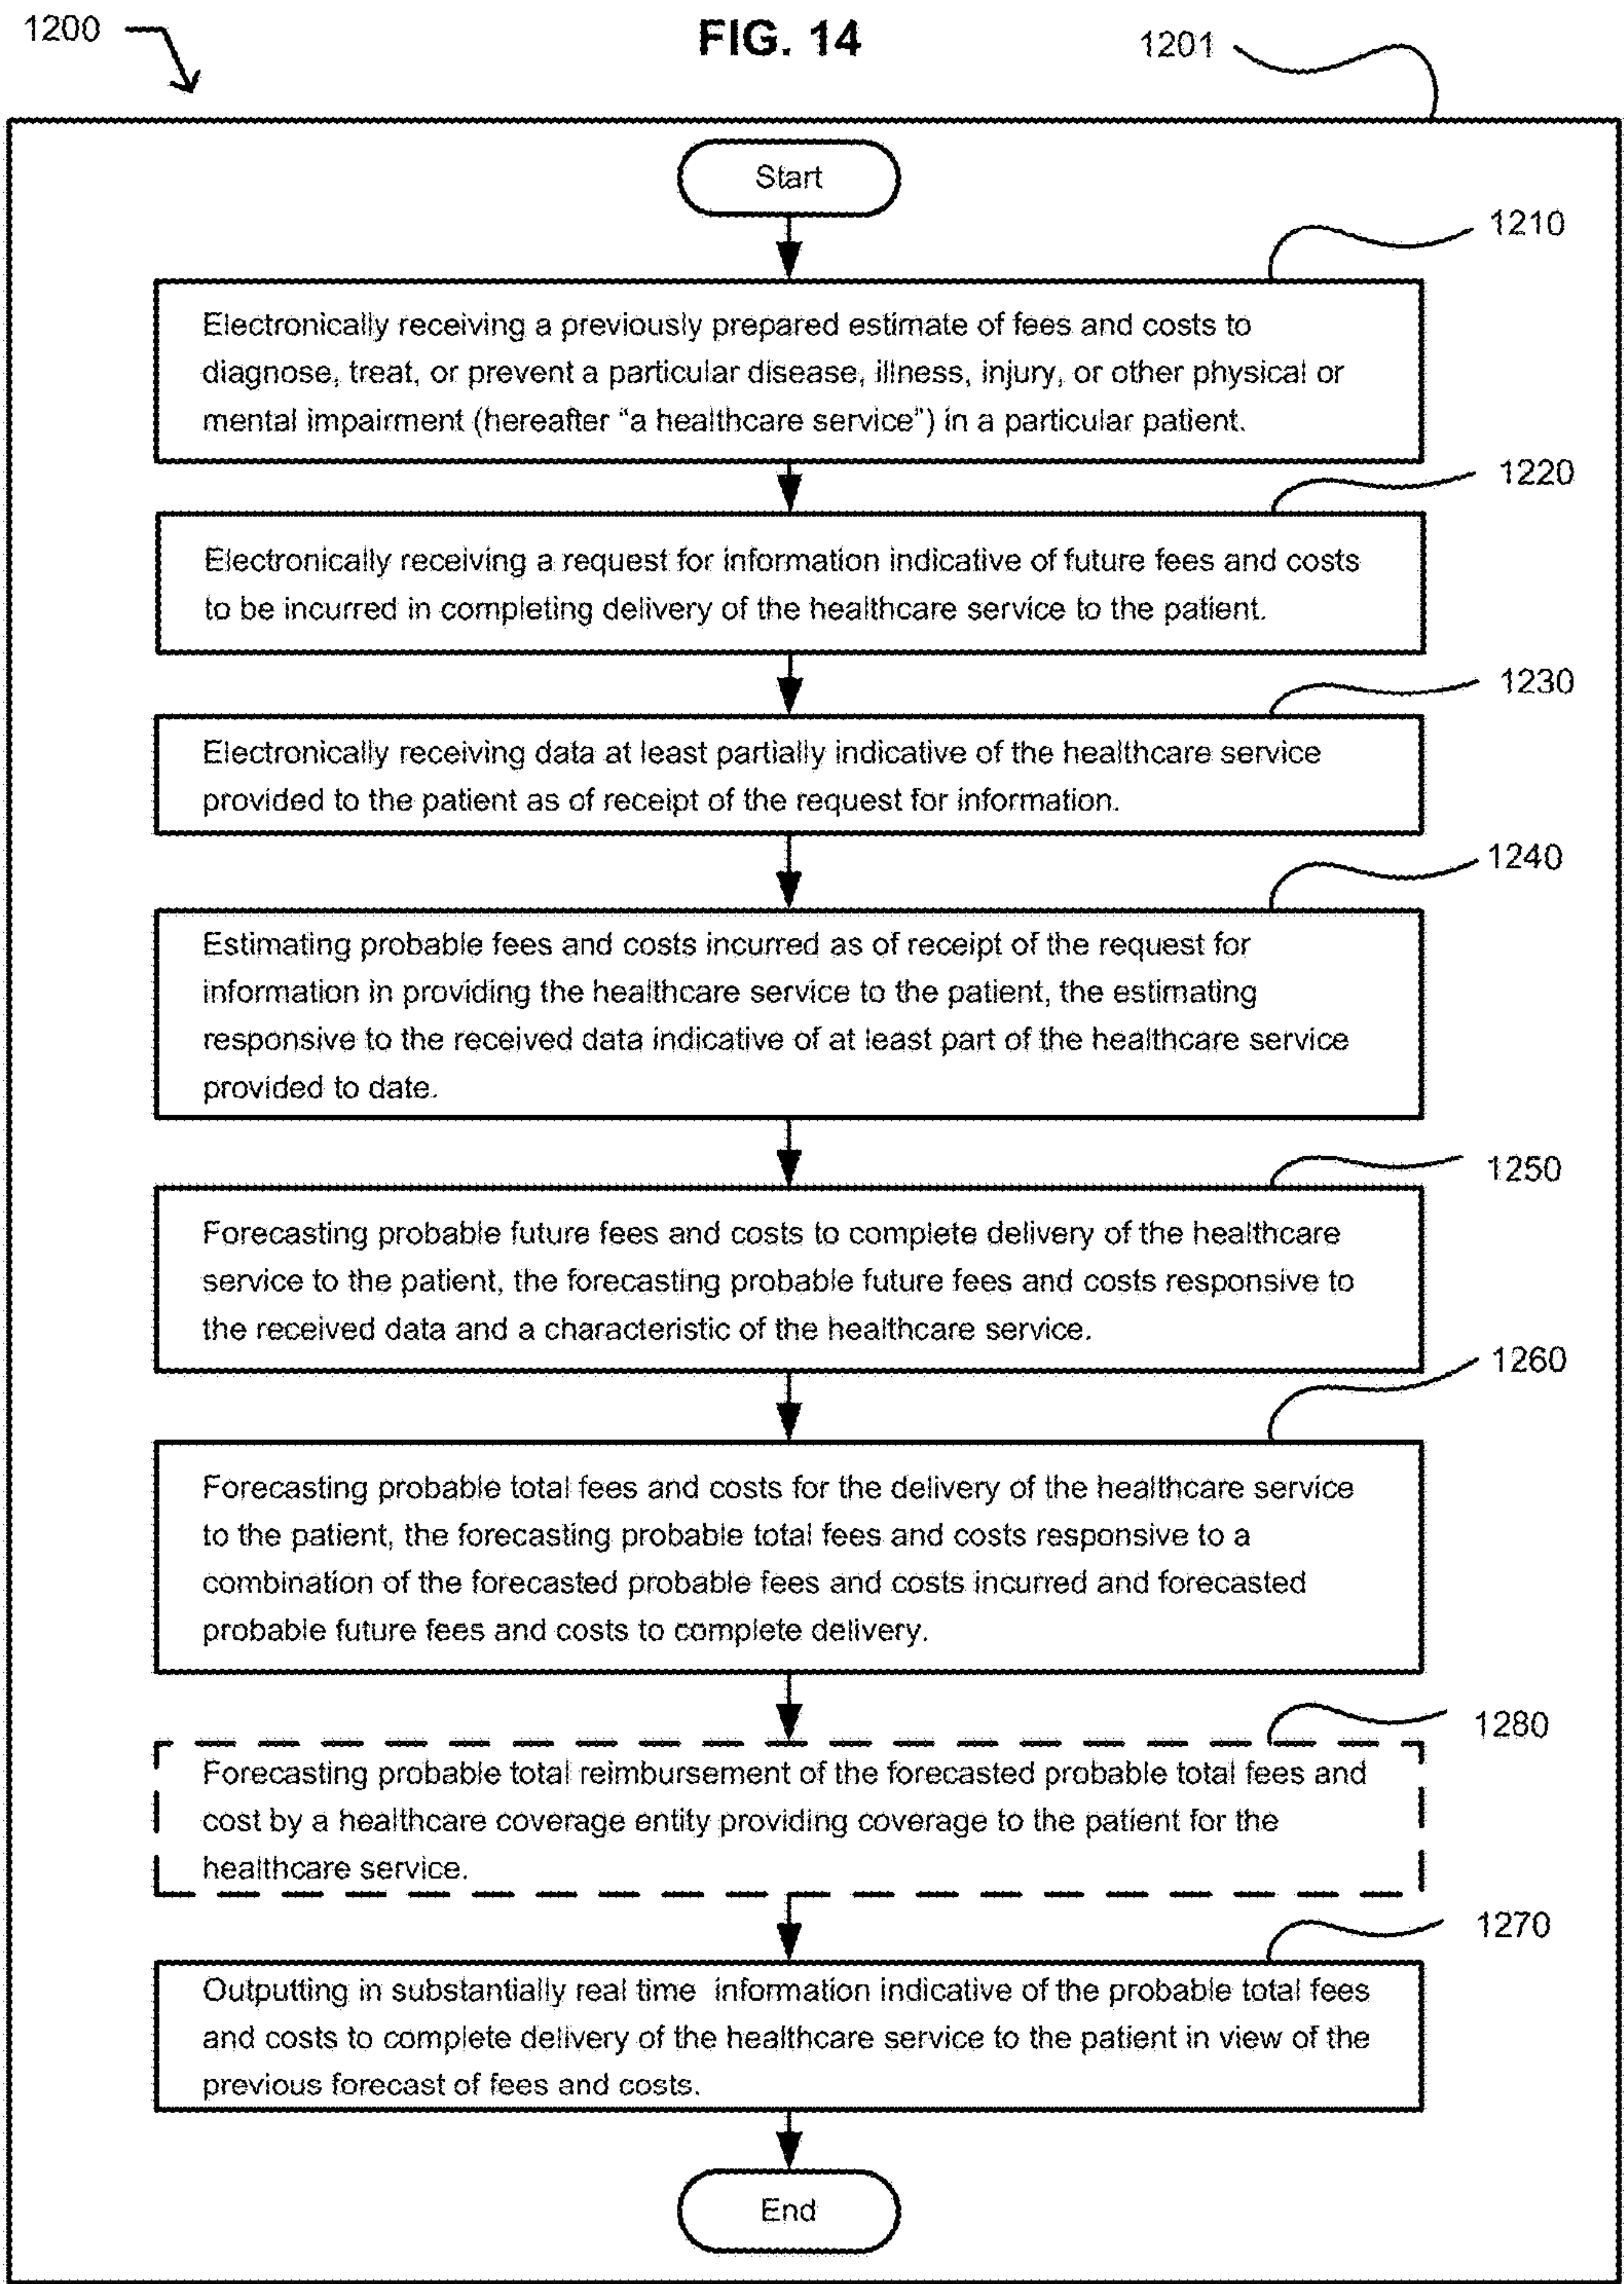 1200
FIG. 14
1201
Start
1210
Electronically receiving a previously prepared estimate of fees and costs to
diagnose, treat, or prevent a particular disease, illness, injury, or other physical or
mental impairment (hereafter “a healthcare service”) in a particular patient.
1220
Electronically receiving a request for information indicative of future fees and costs
to be incurred in completing delivery of the healthcare service to the patient.
1230
Electronically receiving data at least partially indicative of the healthcare service
provided to the patient as of receipt of the request for information.
1240
Estimating probable fees and costs incurred as of receipt of the request for
information in providing the healthcare service to the patient, the estimating
responsive to the received data indicative of at least part of the healthcare service
provided to date.
1250
Forecasting probable future fees and costs to complete delivery of the healthcare
service to the patient, the forecasting probable future fees and costs responsive to
the received data and a characteristic of the healthcare service.
1260
Forecasting probable total fees and costs for the delivery of the healthcare service
to the patient, the forecasting probable total fees and costs responsive to a
combination of the forecasted probable fees and costs incurred and forecasted
probable future fees and costs to complete delivery.
1280
Forecasting probable total reimbursement of the forecasted probable total fees and
cost by a healthcare coverage entity providing coverage to the patient for the
healthcare service.
1270
Outputting in substantially real time information indicative of the probable total fees
and costs to complete delivery of the healthcare service to the patient in view of the
previous forecast of fees and costs.
End